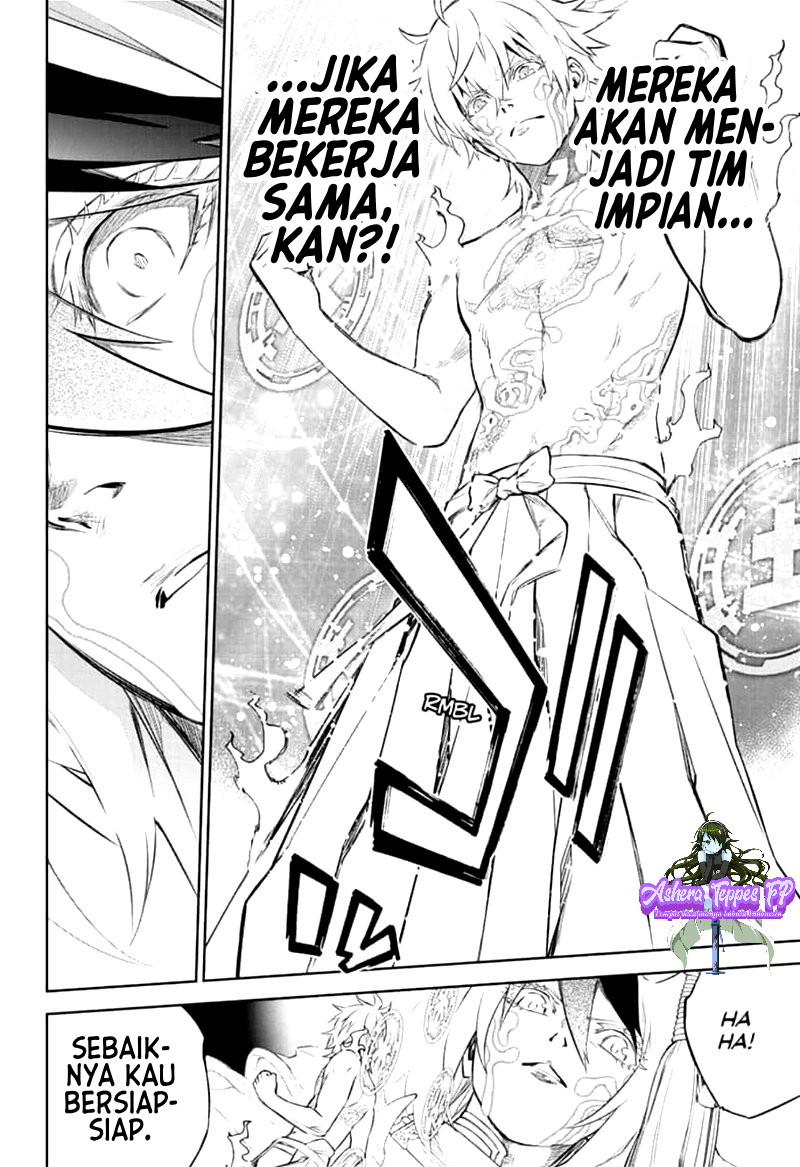 MEREKA
AKAN MEN-
JADI TIM
IMPIAN...
...JIKA
MEREKA
BEKERJA
SAMA,
KAN?!
RMBL
Ashera Teppes FP
HA
HA!
SEBAIK-
NYA KAU
BERSIAP-
SIAP.